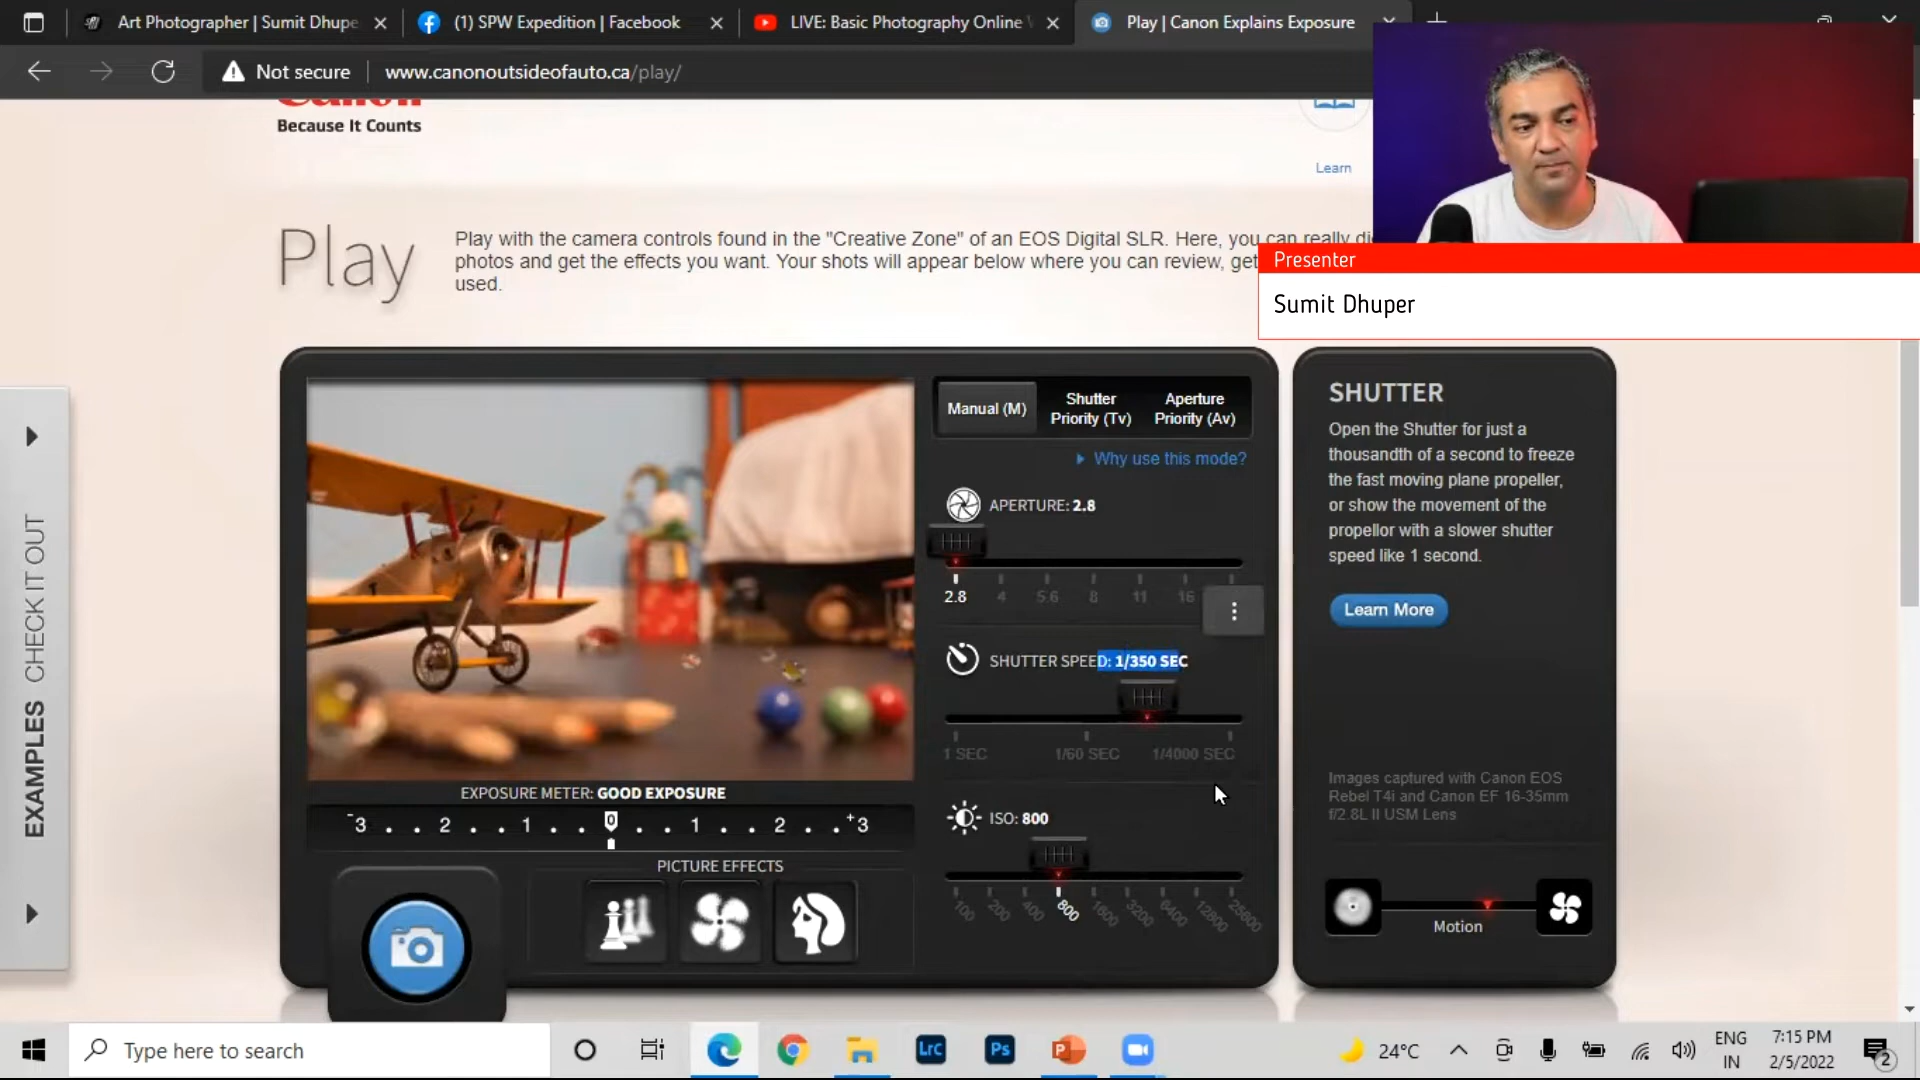 Art Photographer | Sumit Dhupe
(1) SPW Expedition | Facebook
LIVE: Basic Photography Online
Play | Canon Explains Exposure
Not secure
www.canonoutsideofauto.ca/play/
Canon
Because It Counts
Learn
Presenter
Sumit Dhuper
Play
Play with the camera controls found in the "Creative Zone" of an EOS Digital SLR. Here, you can really di
photos and get the effects you want. Your shots will appear below where you can review, get
used.
Manual (M)
Shutter
Priority (Tv)
Aperture
Priority (Av)
Why use this mode?
APERTURE: 2.8
2.8 4 5.6 8 11 16
SHUTTER SPEED: 1/350 SEC
1 SEC 1/60 SEC 1/4000 SEC
ISO: 800
100 200 400 800 1600 3200 6400 12800 25600
EXPOSURE METER: GOOD EXPOSURE
-3 . . 2 . . 1 . . 0 . . 1 . . 2 . . +3
PICTURE EFFECTS
SHUTTER
Open the Shutter for just a
thousandth of a second to freeze
the fast moving plane propeller,
or show the movement of the
propellor with a slower shutter
speed like 1 second.
Learn More
Images captured with Canon EOS
Rebel T4i and Canon EF 16-35mm
f/2.8L II USM Lens
Motion
EXAMPLES CHECK IT OUT
Type here to search
LrC
Ps
P
24°C
ENG
IN
7:15 PM
2/5/2022
2